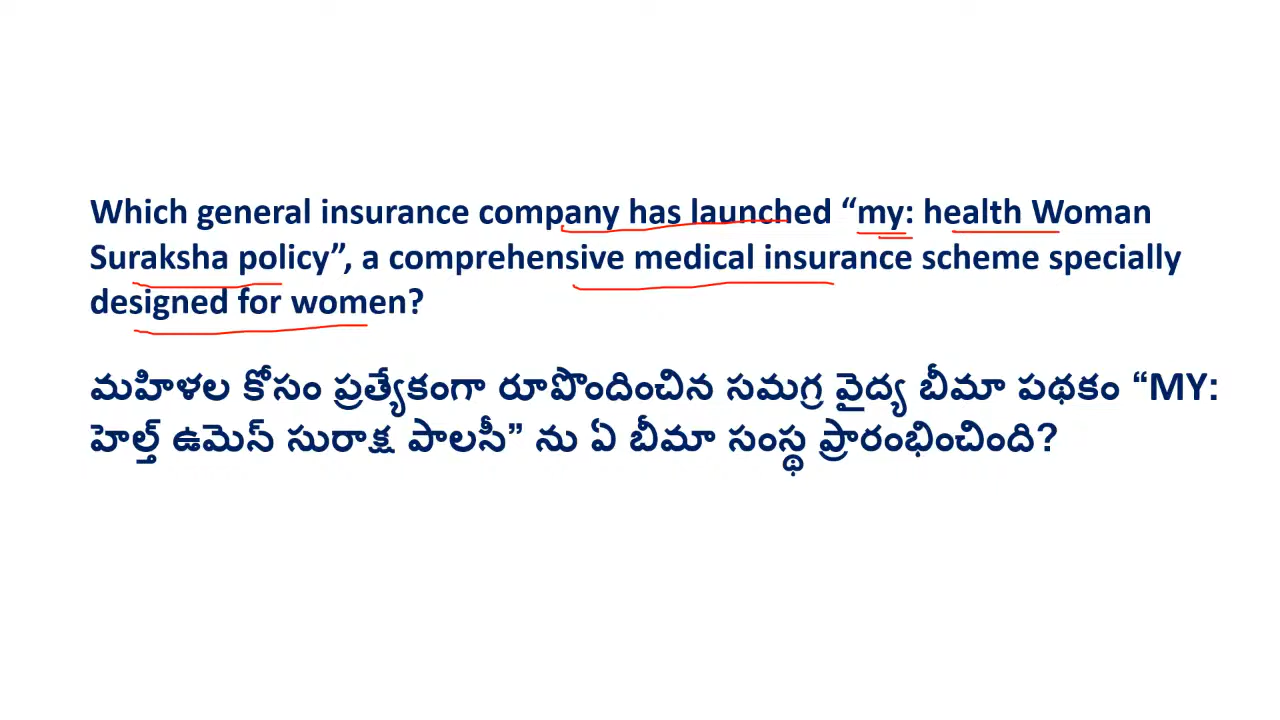 Which general insurance company has launched “my: health Woman
Suraksha policy”, a comprehensive medical insurance scheme specially
designed for women?
మహిళల కోసం ప్రత్యేకంగా రూపొందించిన సమగ్ర వైద్య బీమా పథకం “MY:
హెల్త్ ఉమెన్ సురాక్ష పాలసీ” ను ఏ బీమా సంస్థ ప్రారంభించింది?